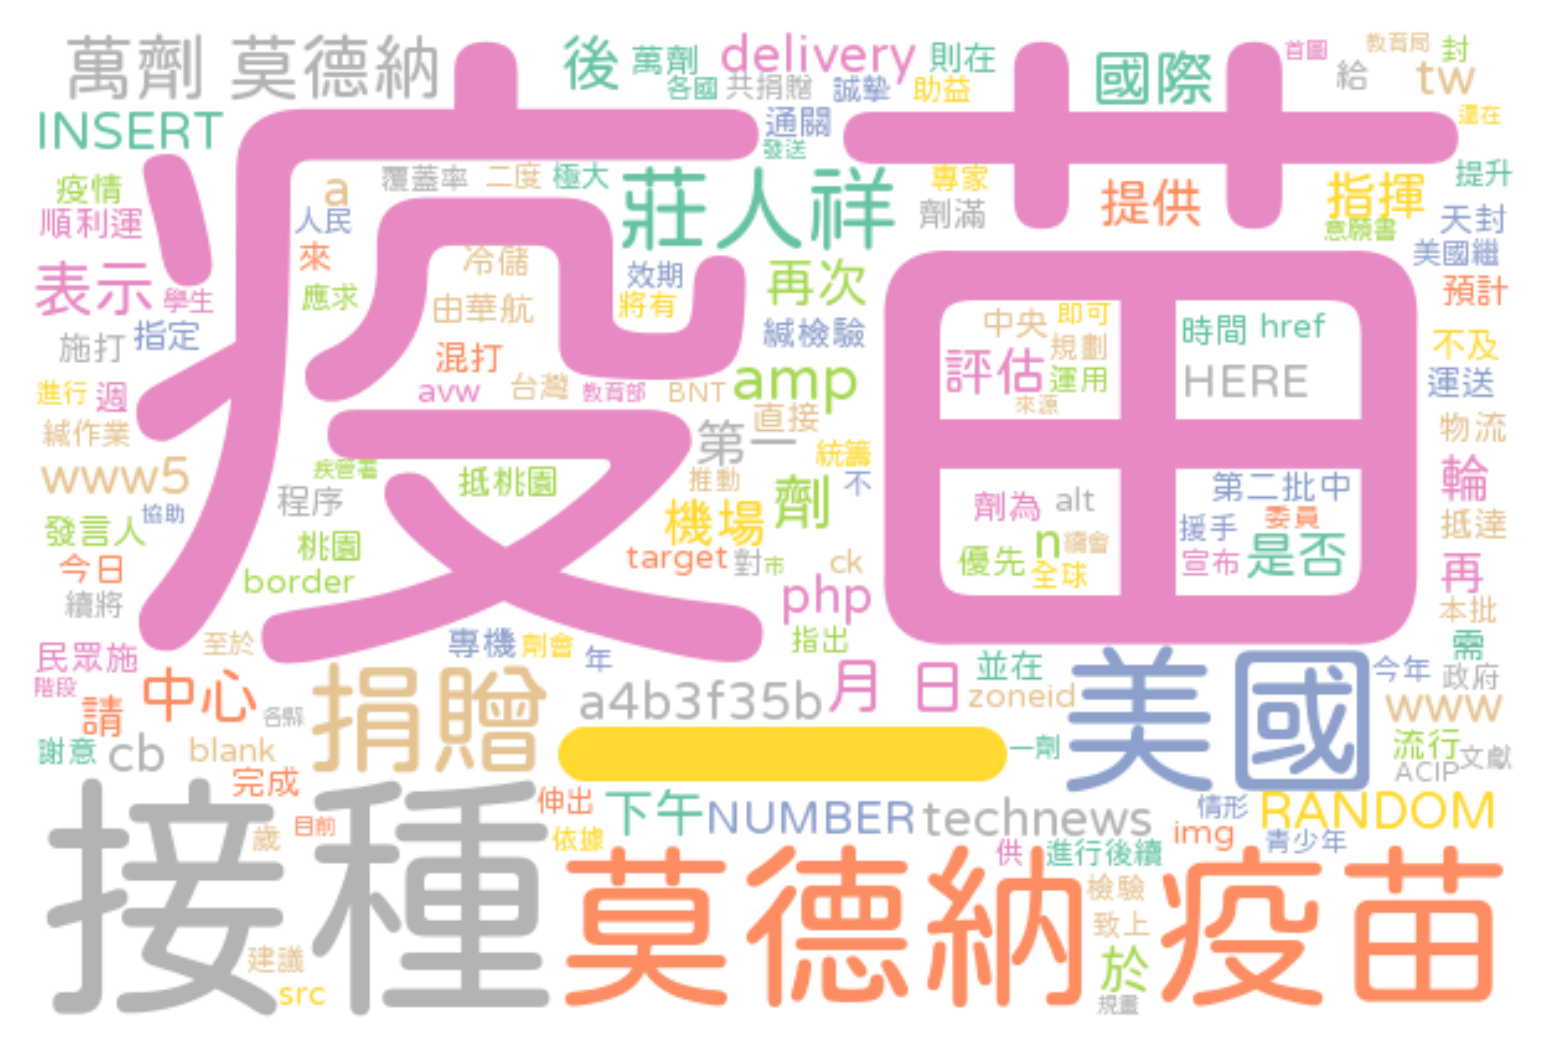 萬劑 莫德納
後
萬劑
delivery
則在
國際
首圖
教育局
封
各國
共捐贈
誠摯
助益
給
tw
INSERT
通關
發送
還在
疫苗
疫情
a
覆蓋率
二度
極大
莊人祥
專家
提供
指揮
提升
順利運
人民
劑滿
意願書
天封
表示
學生
來
冷儲
效期
再次
美國繼
應求
由華航
將有
預計
施打
指定
混打
緘檢驗
中央
即可
時間
href
不及
進行
週
avw
台灣
教育部
BNT
amp
評估
規劃
運用
來源
HERE
運送
緘作業
第一
直接
物流
www5
疾管署
抵桃園
推動
統籌
不
劑
第二批中
輪
程序
協助
機場
劑為
alt
援手
委員
抵達
發言人
桃園
target
對
市
ck
優先
n
續會
全球
宣布
是否
今日
border
php
再
續將
本批
民眾施
至於
專機
劑會
年
指出
需
階段
請
中心
各縣
捐贈
a4b3f35b
月 日
並在
zoneid
美國
今年
政府
www
謝意
cb
blank
一劑
流行
文獻
ACIP
完成
接種
歲
目前
伸出
依據
下午
NUMBER
technews
情形
img
RANDOM
青少年
莫德納疫苗
供
進行後續
檢驗
致上
建議
src
於
規畫